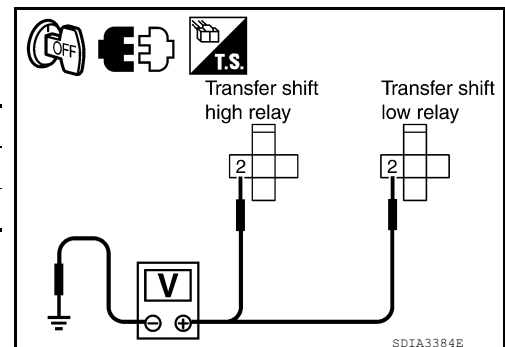 OFF
T.S.
Transfer shift high relay
Transfer shift low relay
2
2
V
− +
SDIA3384E